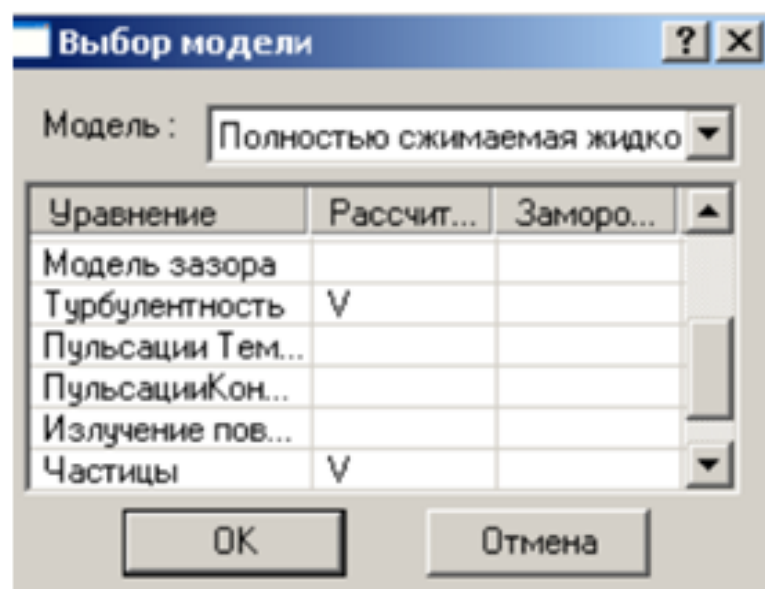 Выбор модели
Модель : Полностью сжимаемая жидко
Уравнение Рассчит... Заморо...
Модель зазора
Турбулентность V
Пульсации Тем...
ПульсацииКон...
Излучение пов...
Частицы V
OK Отмена